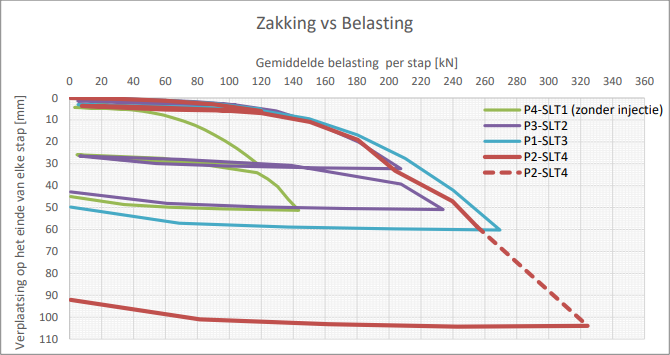 Zakking vs Belasting
Gemiddelde belasting per stap [kN]
0 20 40 60 80 100 120 140 160 180 200 220 240 260 280 300 320 340 360
Verplaatsing op het einde van elke stap [mm]
0
10
20
30
40
50
60
70
80
90
100
110
P4-SLT1 (zonder injectie)
P3-SLT2
P1-SLT3
P2-SLT4
P2-SLT4